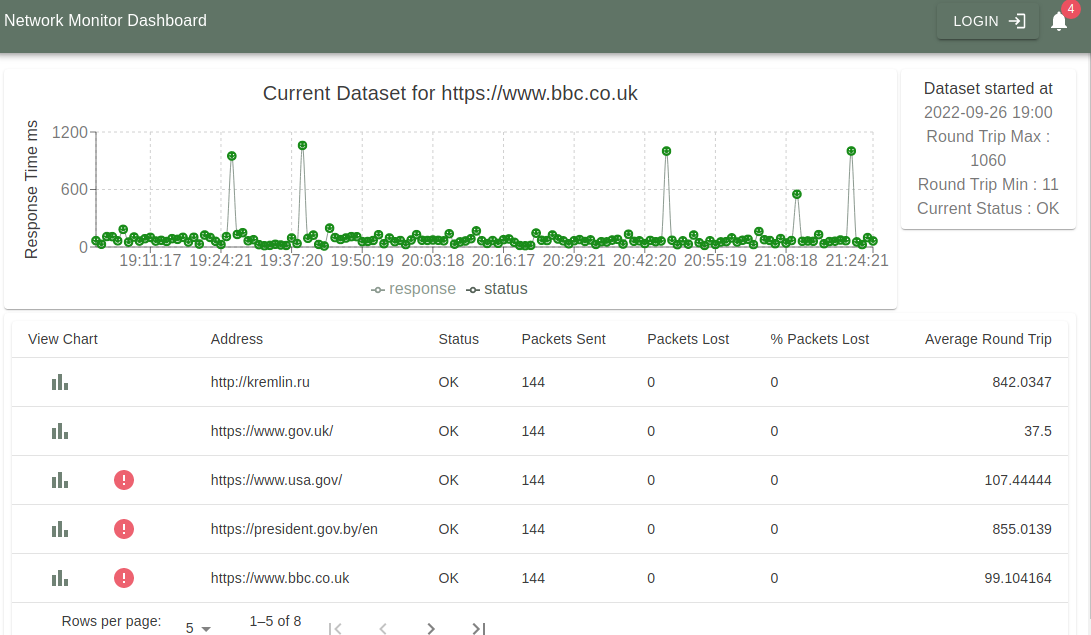 Network Monitor Dashboard
LOGIN
4
Current Dataset for https://www.bbc.co.uk
Response Time ms
1200
600
0
19:11:17 19:24:21 19:37:20 19:50:19 20:03:18 20:16:17 20:29:21 20:42:20 20:55:19 21:08:18 21:24:21
response status
Dataset started at
2022-09-26 19:00
Round Trip Max :
1060
Round Trip Min : 11
Current Status : OK
View Chart Address Status Packets Sent Packets Lost % Packets Lost Average Round Trip
http://kremlin.ru OK 144 0 0 842.0347
https://www.gov.uk/ OK 144 0 0 37.5
! https://www.usa.gov/ OK 144 0 0 107.44444
! https://president.gov.by/en OK 144 0 0 855.0139
! https://www.bbc.co.uk OK 144 0 0 99.104164
Rows per page: 5 1–5 of 8